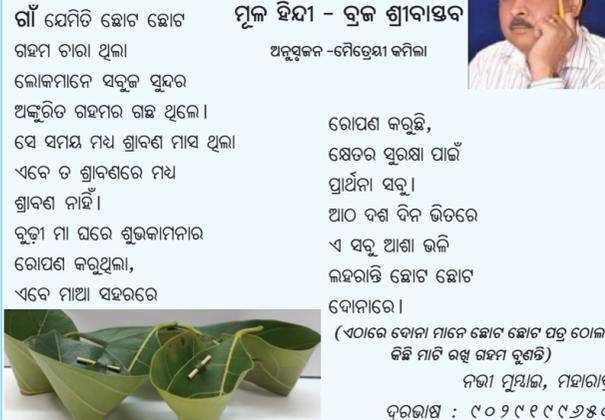 ମୂଳ ହିନ୍ଦୀ – ବ୍ରଜ ଶ୍ରୀବାସ୍ତବ
ଅନୁସୃଜନ –ମୈତ୍ରେୟୀ କମିଲା
ଗାଁ ଯେମିତି ଛୋଟ ଛୋଟ
ଗହମ ଚାରା ଥିଲା
ଲୋକମାନେ ସବୁଜ ସୁନ୍ଦର
ଅଙ୍କୁରିତ ଗହମର ଗଛ ଥିଲେ।
ସେ ସମୟ ମଧ୍ୟ ଶ୍ରାବଣ ମାସ ଥିଲା
ଏବେ ତ ଶ୍ରାବଣରେ ମଧ୍ୟ
ଶ୍ରାବଣ ନାହିଁ।
ବୁଢ଼ୀ ମା ଘରେ ଶୁଭକାମନାର
ରୋପଣ କରୁଥିଲା,
ଏବେ ମାଆ ସହରରେ
ରୋପଣ କରୁଛି,
କ୍ଷେତର ସୁରକ୍ଷା ପାଇଁ
ପ୍ରାର୍ଥନା ସବୁ।
ଆଠ ଦଶ ଦିନ ଭିତରେ
ଏ ସବୁ ଆଶା ଭଳି
ଲହରାନ୍ତି ଛୋଟ ଛୋଟ
ଦୋନାରେ।
(ଏଠାରେ ଦୋନା ମାନେ ଛୋଟ ଛୋଟ ପତ୍ର ଠୋଲା
କିଛି ମାଟି ରଖି ଗହମ ବୁଣନ୍ତି)
ନଭୀ ମୁମ୍ବାଇ,
ଦୂରଭାଷ : ୯୦୨୯୧୯୯୬୫